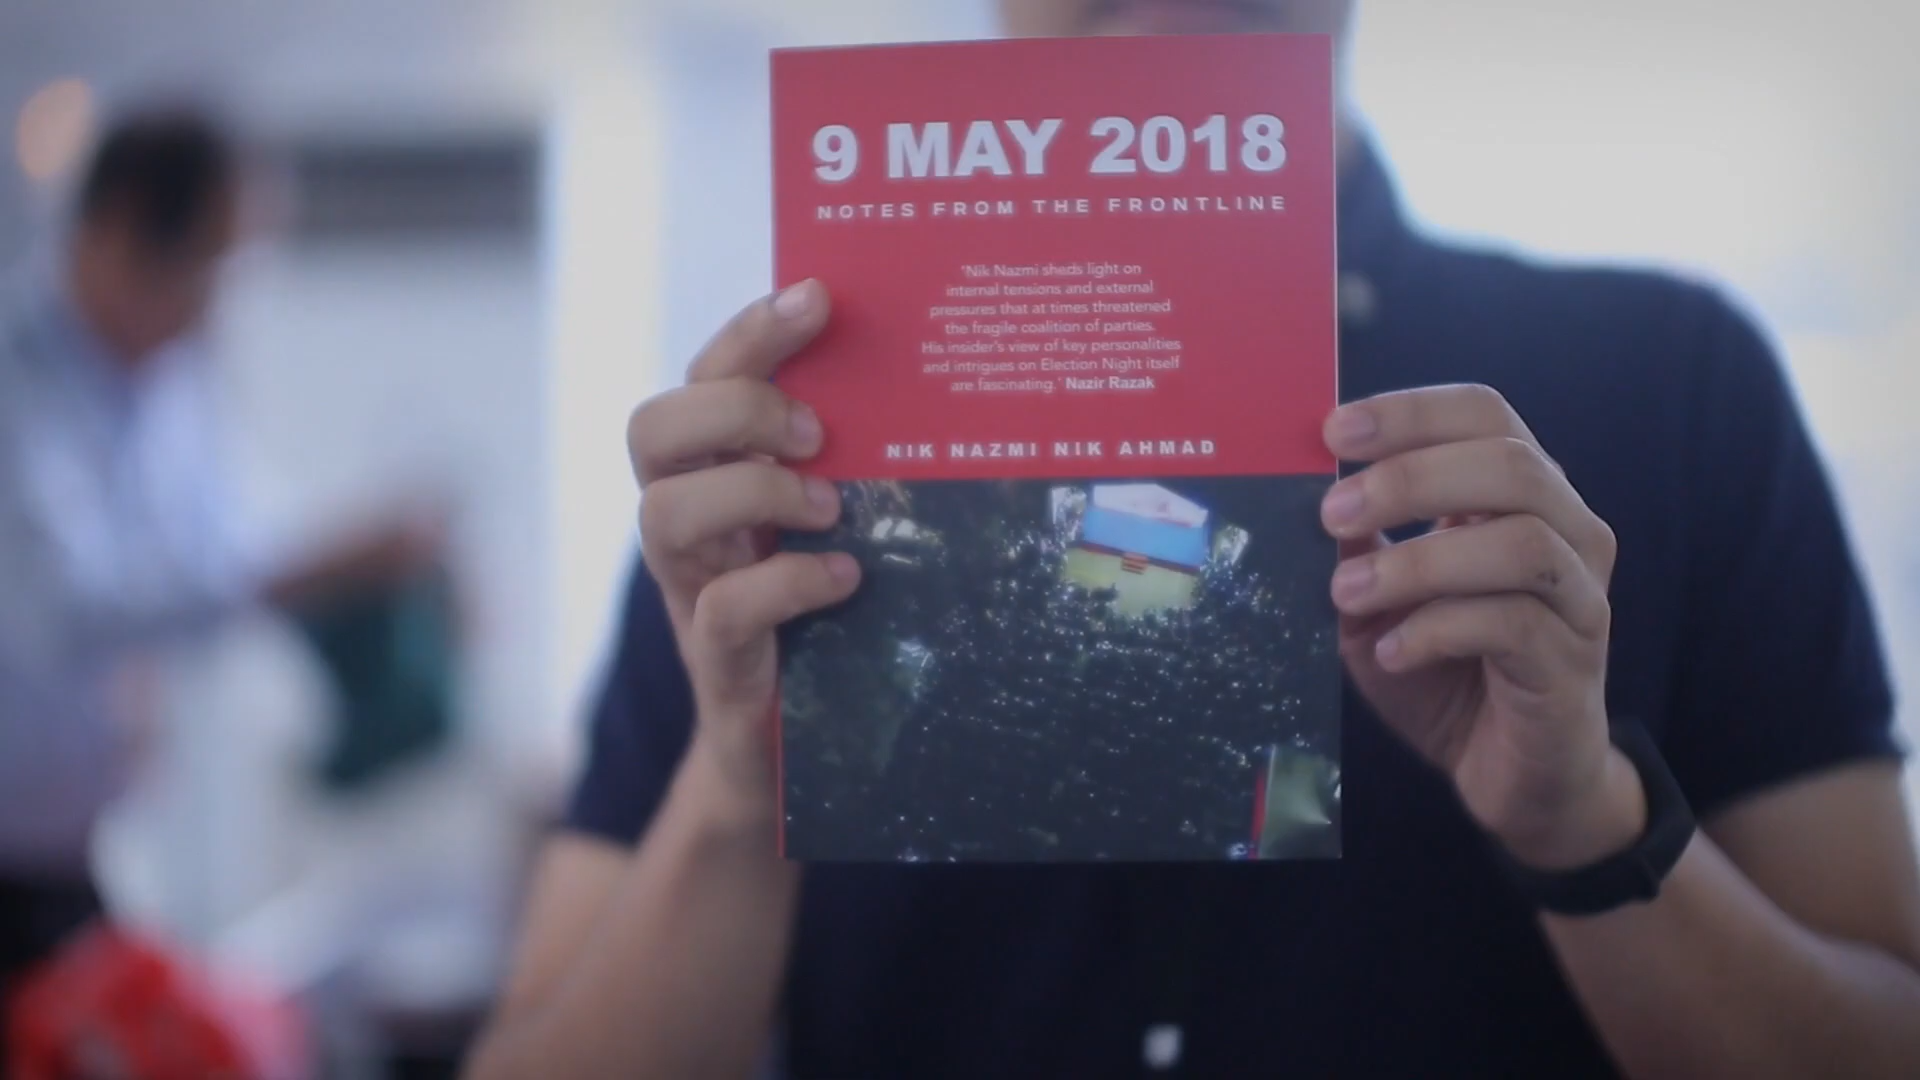 9 MAY 2018
NOTES FROM THE FRONTLINE
'Nik Nazmi sheds light on
internal tensions and external
pressures that at times threatened
the fragile coalition of parties.
His insider's view of key personalities
and intrigues on Election Night itself
are fascinating.' Nazir Razak
NIK NAZMI NIK AHMAD